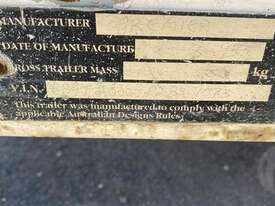 MANUFACTURER
DATE OF MANUFACTURE
GROSS TRAILER MASS kg
V.I.N.
This trailer was manufactured to comply with the
applicable Australian Designs Rules